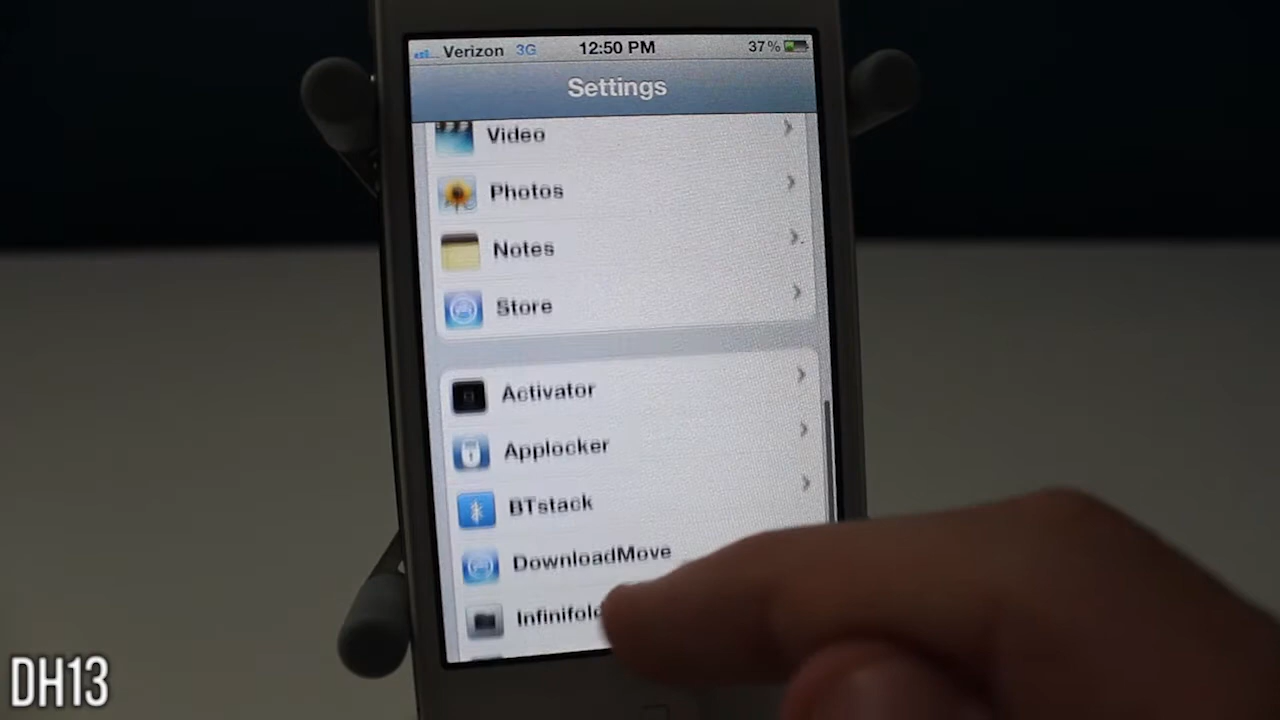 Verizon 3G 12:50 PM 37%
Settings
Video
Photos
Notes
Store
Activator
Applocker
BTstack
DownloadMove
DH13